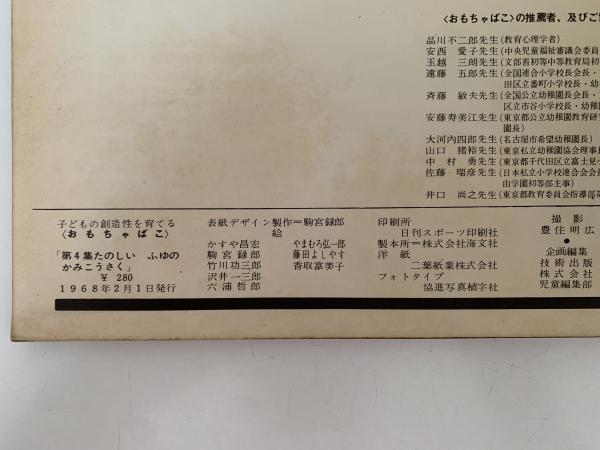 〈おもちゃばこ〉の推薦者、及びご
品川不二郎先生(教育心理学者)
安西 愛子先生(中央児童福祉審議会委員
玉越 三朗先生(文部省初等中等教育局初
遠藤 五郎先生(全国連合小学校長会長・
田区立番町小学校長・幼
斉藤 敏夫先生(全国公立幼稚園長会長・
区立市谷小学校長・幼稚園
安藤寿美江先生(東京都公立幼稚園教育研究
園長)
大河内四郎先生(名古屋市希望幼稚園長)
山口 猪裕先生(東京私立幼稚園協会理事長
中村 勇先生(東京都千代田区立富士見小
佐藤 瑞彦先生(日本私立小学校連合会会長
由学園初等部主事)
井口 尚之先生(東京都教育委員会指導部
子どもの創造性を育てる
〈おもちゃばこ〉
「第4集たのしい ふゆの
かみこうさく」
¥ 280
1968年2月1日発行
表紙デザイン製作=駒宮録郎
絵
かすや昌宏 やまむろ弘一郎
駒宮録郎 藤田よしやす
竹川功三郎 香取富美子
沢井一三郎
六浦哲郎
印刷所
日刊スポーツ印刷社
製本所=株式会社海文社
洋紙
二葉紙業株式会社
フォトタイプ
協進写真植字社
撮影
豊住明広
●
企画編集
技術出版
株式会社
児童編集部